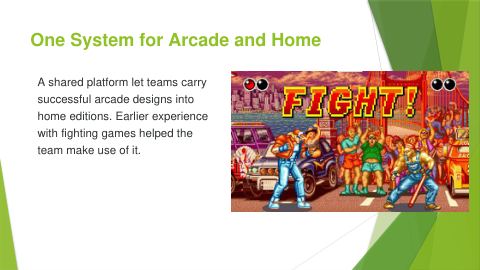 One System for Arcade and Home
A shared platform let teams carry
successful arcade designs into
home editions. Earlier experience
with fighting games helped the
team make use of it.
FIGHT!